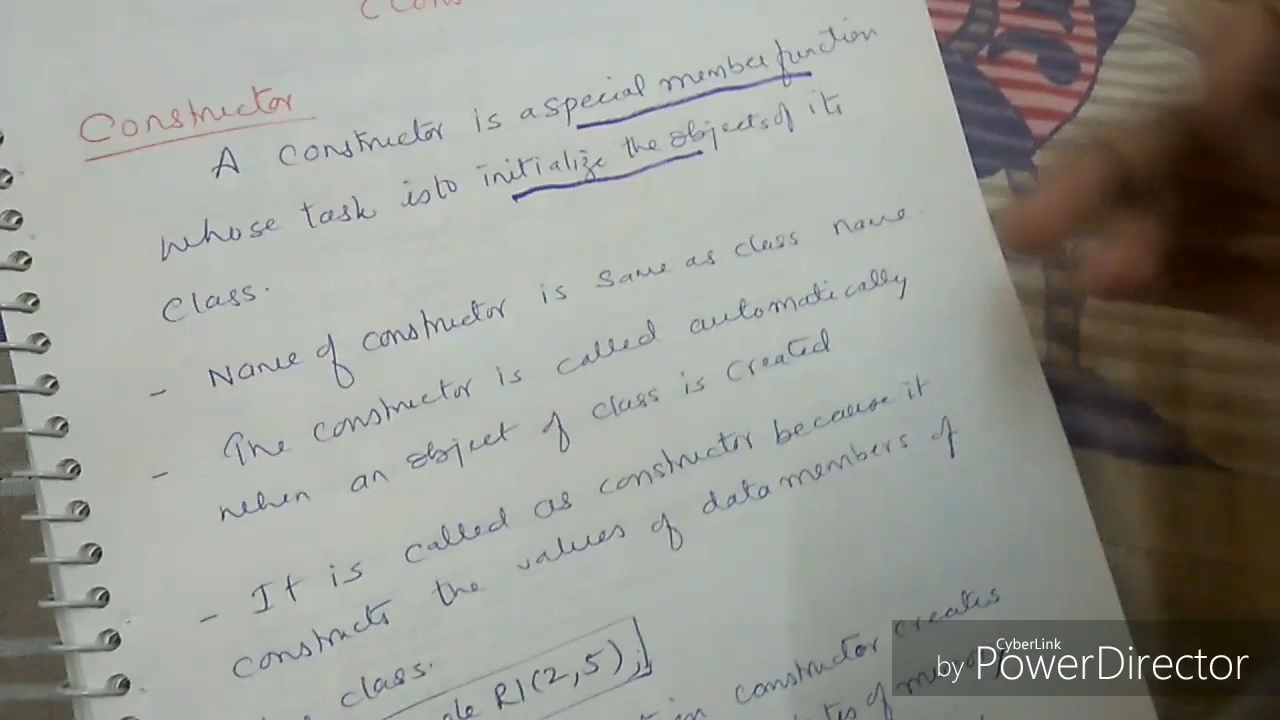 Constructor
A constructor is a special member function
whose task is to initialize the objects of its
class.
- Name of constructor is same as class name
- The constructor is called automatically
when an object of class is created
- It is called as constructor because it
constructs the values of data members of
class.
R1(2,5);
constructor creates
of
CyberLink
by PowerDirector